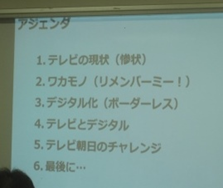 アジェンダ
1. テレビの現状（惨状）
2. ワカモノ（リメンバーミー！）
3. デジタル化（ボーダーレス）
4. テレビとデジタル
5. テレビ朝日のチャレンジ
6. 最後に…